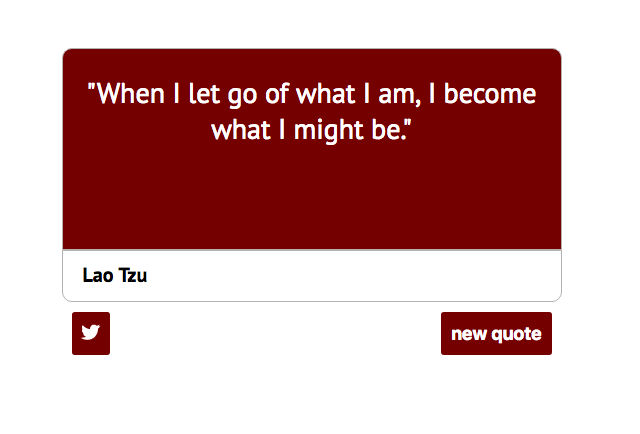 "When I let go of what I am, I become
what I might be."
Lao Tzu
new quote